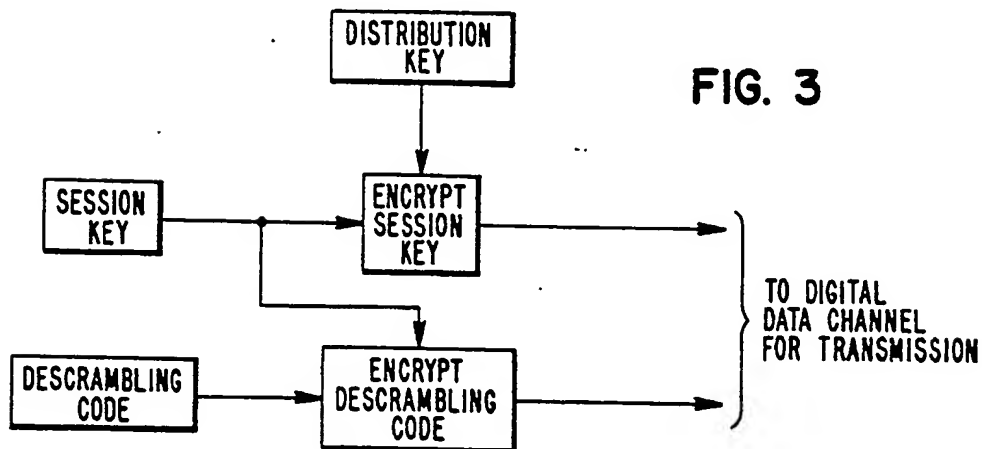 DISTRIBUTION
KEY
FIG. 3
SESSION
KEY
ENCRYPT
SESSION
KEY
TO DIGITAL
DATA CHANNEL
FOR TRANSMISSION
DESCRAMBLING
CODE
ENCRYPT
DESCRAMBLING
CODE